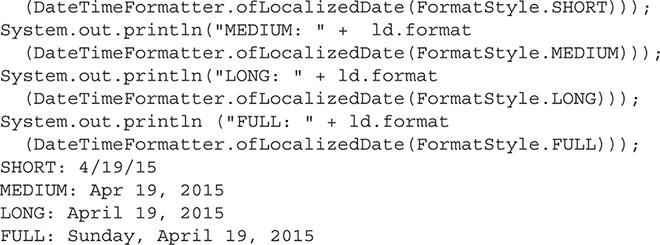 (DateTimeFormatter.ofLocalizedDate(FormatStyle.SHORT)));
System.out.println("MEDIUM: " +  ld.format
(DateTimeFormatter.ofLocalizedDate(FormatStyle.MEDIUM)));
System.out.println("LONG: " + ld.format
(DateTimeFormatter.ofLocalizedDate(FormatStyle.LONG)));
System.out.println ("FULL: " + ld.format
(DateTimeFormatter.ofLocalizedDate(FormatStyle.FULL)));
SHORT: 4/19/15
MEDIUM: Apr 19, 2015
LONG: April 19, 2015
FULL: Sunday, April 19, 2015